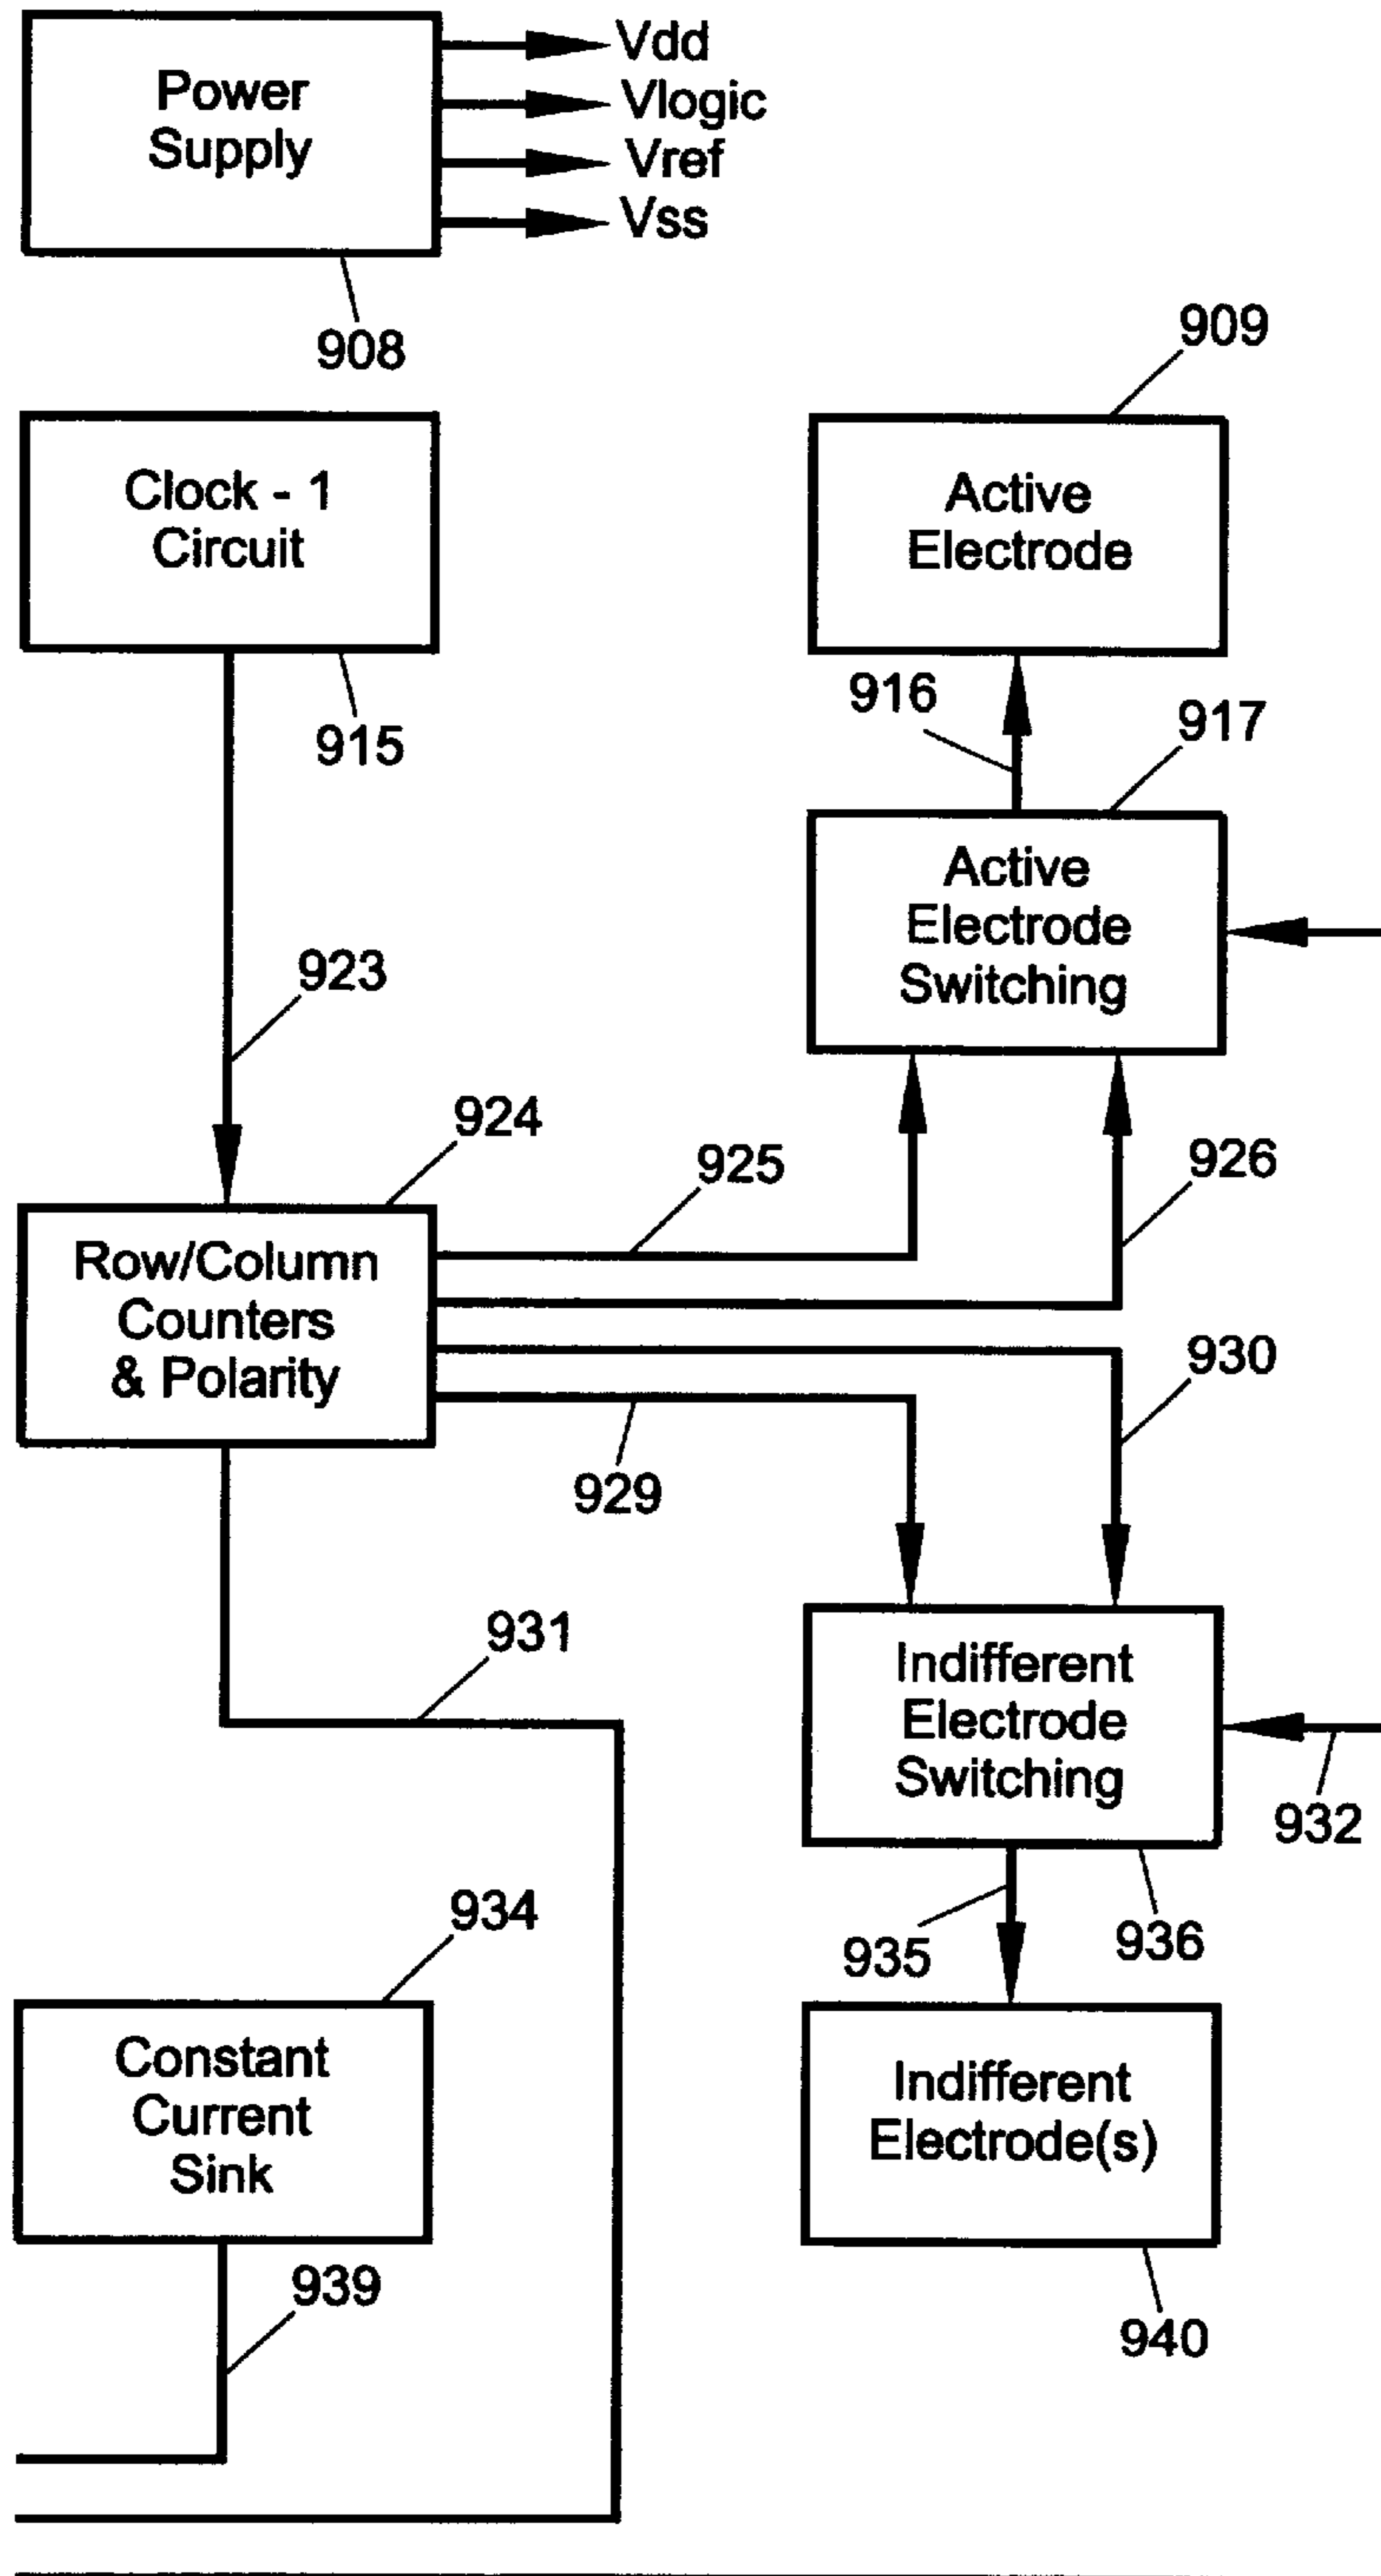 Power
Supply
Vdd
Vlogic
Vref
Vss
908
909
Clock - 1
Circuit
Active
Electrode
915
916
917
Active
Electrode
Switching
923
924
925
926
Row/Column
Counters
& Polarity
930
929
931
Indifferent
Electrode
Switching
932
934
935
936
Constant
Current
Sink
Indifferent
Electrode(s)
939
940